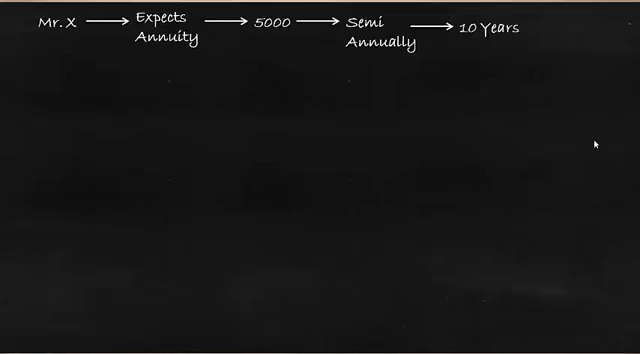 Mr. X → Expects Annuity → 5000 → Semi Annually → 10 Years